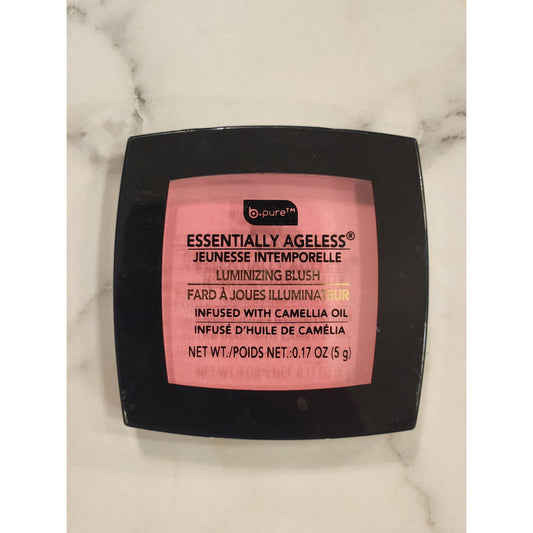 b.pure™
ESSENTIALLY AGELESS®
JEUNESSE INTEMPORELLE
LUMINIZING BLUSH
FARD À JOUES ILLUMINATEUR
INFUSED WITH CAMELLIA OIL
INFUSÉ D'HUILE DE CAMÉLIA
NET WT./POIDS NET.:0.17 OZ (5 g)